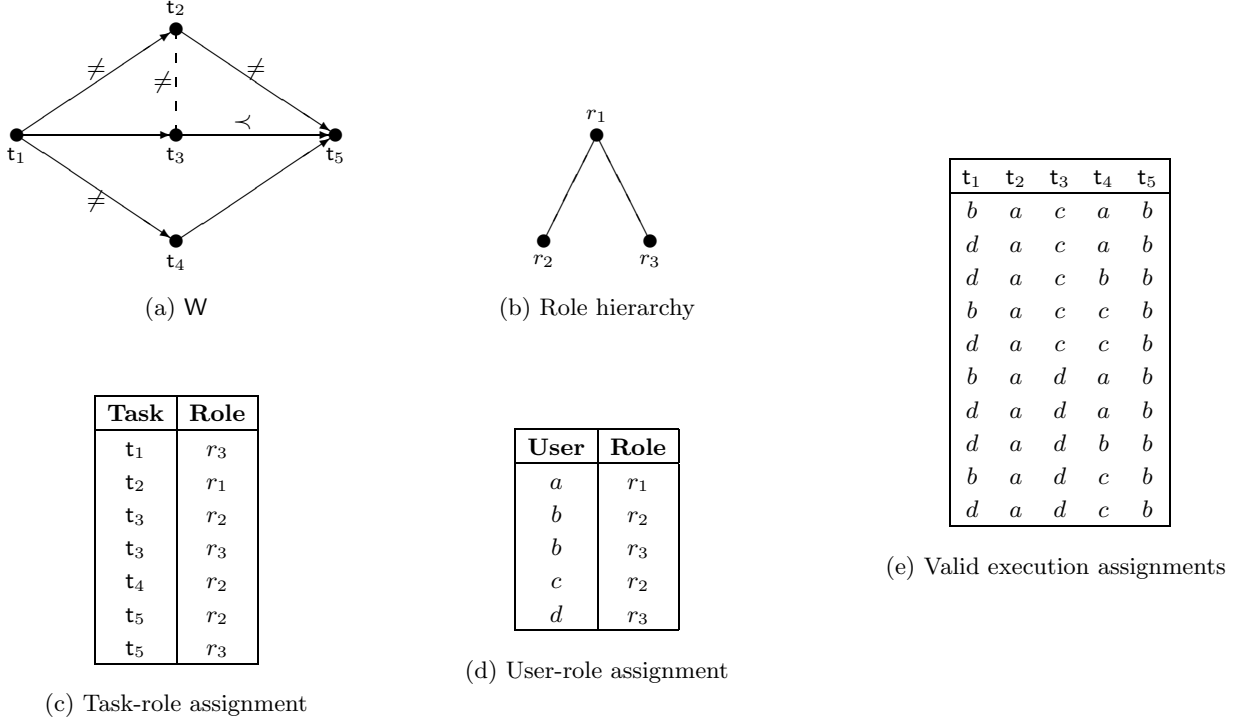 t₂
≠
≠
≠
≺
t₁
t₃
t₅
≠
t₄
(a) W
r₁
r₂
r₃
(b) Role hierarchy
Task Role
t₁ r₃
t₂ r₁
t₃ r₂
t₃ r₃
t₄ r₂
t₅ r₂
t₅ r₃
(c) Task-role assignment
User Role
a r₁
b r₂
b r₃
c r₂
d r₃
(d) User-role assignment
t₁ t₂ t₃ t₄ t₅
b a c a b
d a c a b
d a c b b
b a c c b
d a c c b
b a d a b
d a d a b
d a d b b
b a d c b
d a d c b
(e) Valid execution assignments